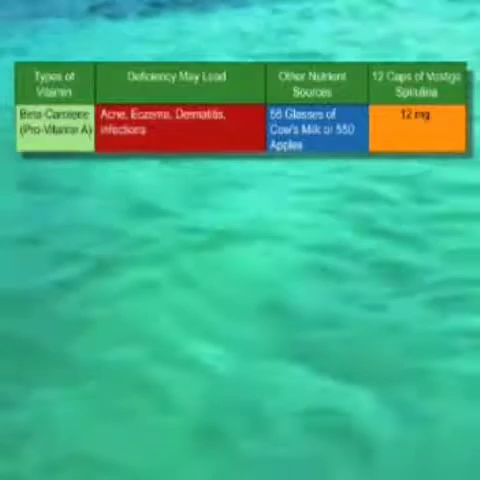 Types of
Vitamin
Deficiency May Lead
Other Nutrient
Sources
12 Caps of Vestige
Spirulina
Beta-Carotene
(Pro-Vitamin A)
Acne, Eczema, Dermatitis,
infections
56 Glasses of
Cow's Milk or 550
Apples
12 mg